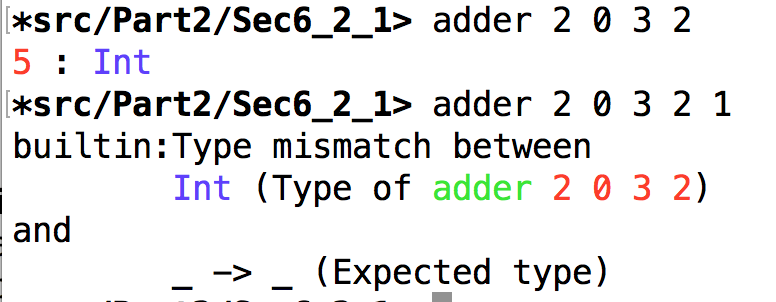 *src/Part2/Sec6_2_1> adder 2 0 3 2
5 : Int
*src/Part2/Sec6_2_1> adder 2 0 3 2 1
builtin:Type mismatch between
Int (Type of adder 2 0 3 2)
and
_ -> _ (Expected type)